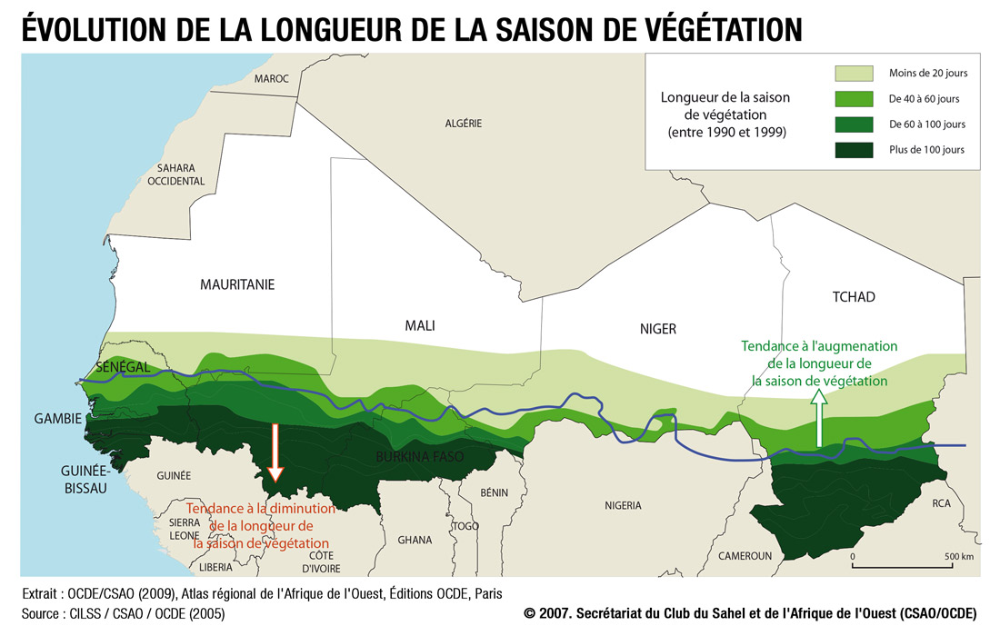 ÉVOLUTION DE LA LONGUEUR DE LA SAISON DE VÉGÉTATION
Longueur de la saison
de végétation
(entre 1990 et 1999)
Moins de 20 jours
De 40 à 60 jours
De 60 à 100 jours
Plus de 100 jours
MAROC
ALGÉRIE
SAHARA
OCCIDENTAL
MAURITANIE
MALI
NIGER
TCHAD
Tendance à l'augmenation
de la longueur de
la saison de végétation
SÉNÉGAL
GAMBIE
GUINÉE-
BISSAU
GUINÉE
BURKINA FASO
Tendance à la diminution
de la longueur de
la saison de végétation
SIERRA
LEONE
LIBERIA
CÔTE
D'IVOIRE
GHANA
TOGO
BÉNIN
NIGERIA
CAMEROUN
RCA
0
500 km
Extrait : OCDE/CSAO (2009), Atlas régional de l'Afrique de l'Ouest, Éditions OCDE, Paris
Source : CILSS / CSAO / OCDE (2005)
© 2007. Secrétariat du Club du Sahel et de l'Afrique de l'Ouest (CSAO/OCDE)